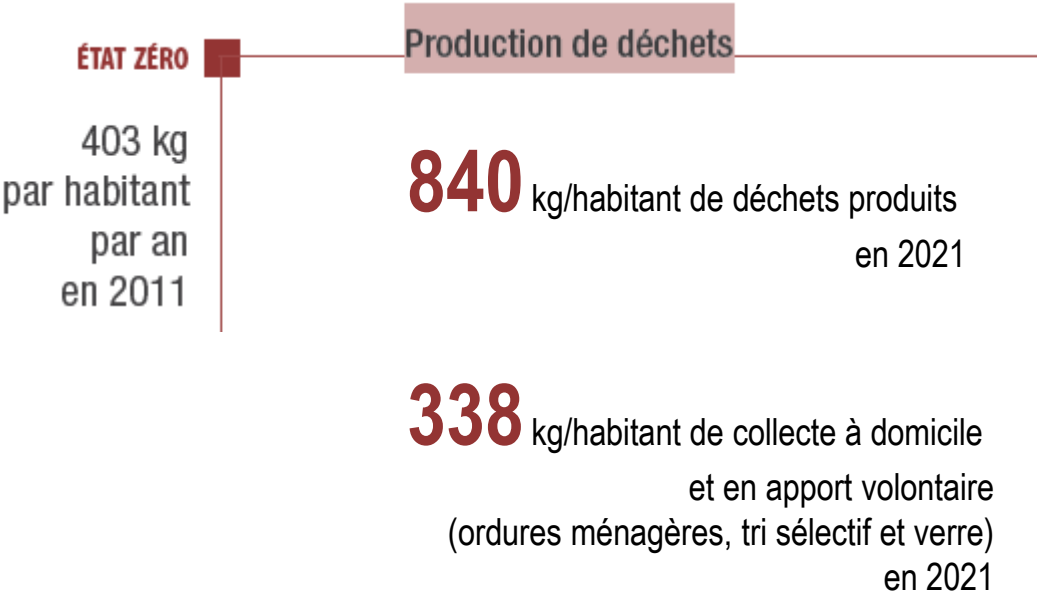 ÉTAT ZÉRO
403 kg
par habitant
par an
en 2011
Production de déchets
840 kg/habitant de déchets produits
en 2021
338 kg/habitant de collecte à domicile
et en apport volontaire
(ordures ménagères, tri sélectif et verre)
en 2021